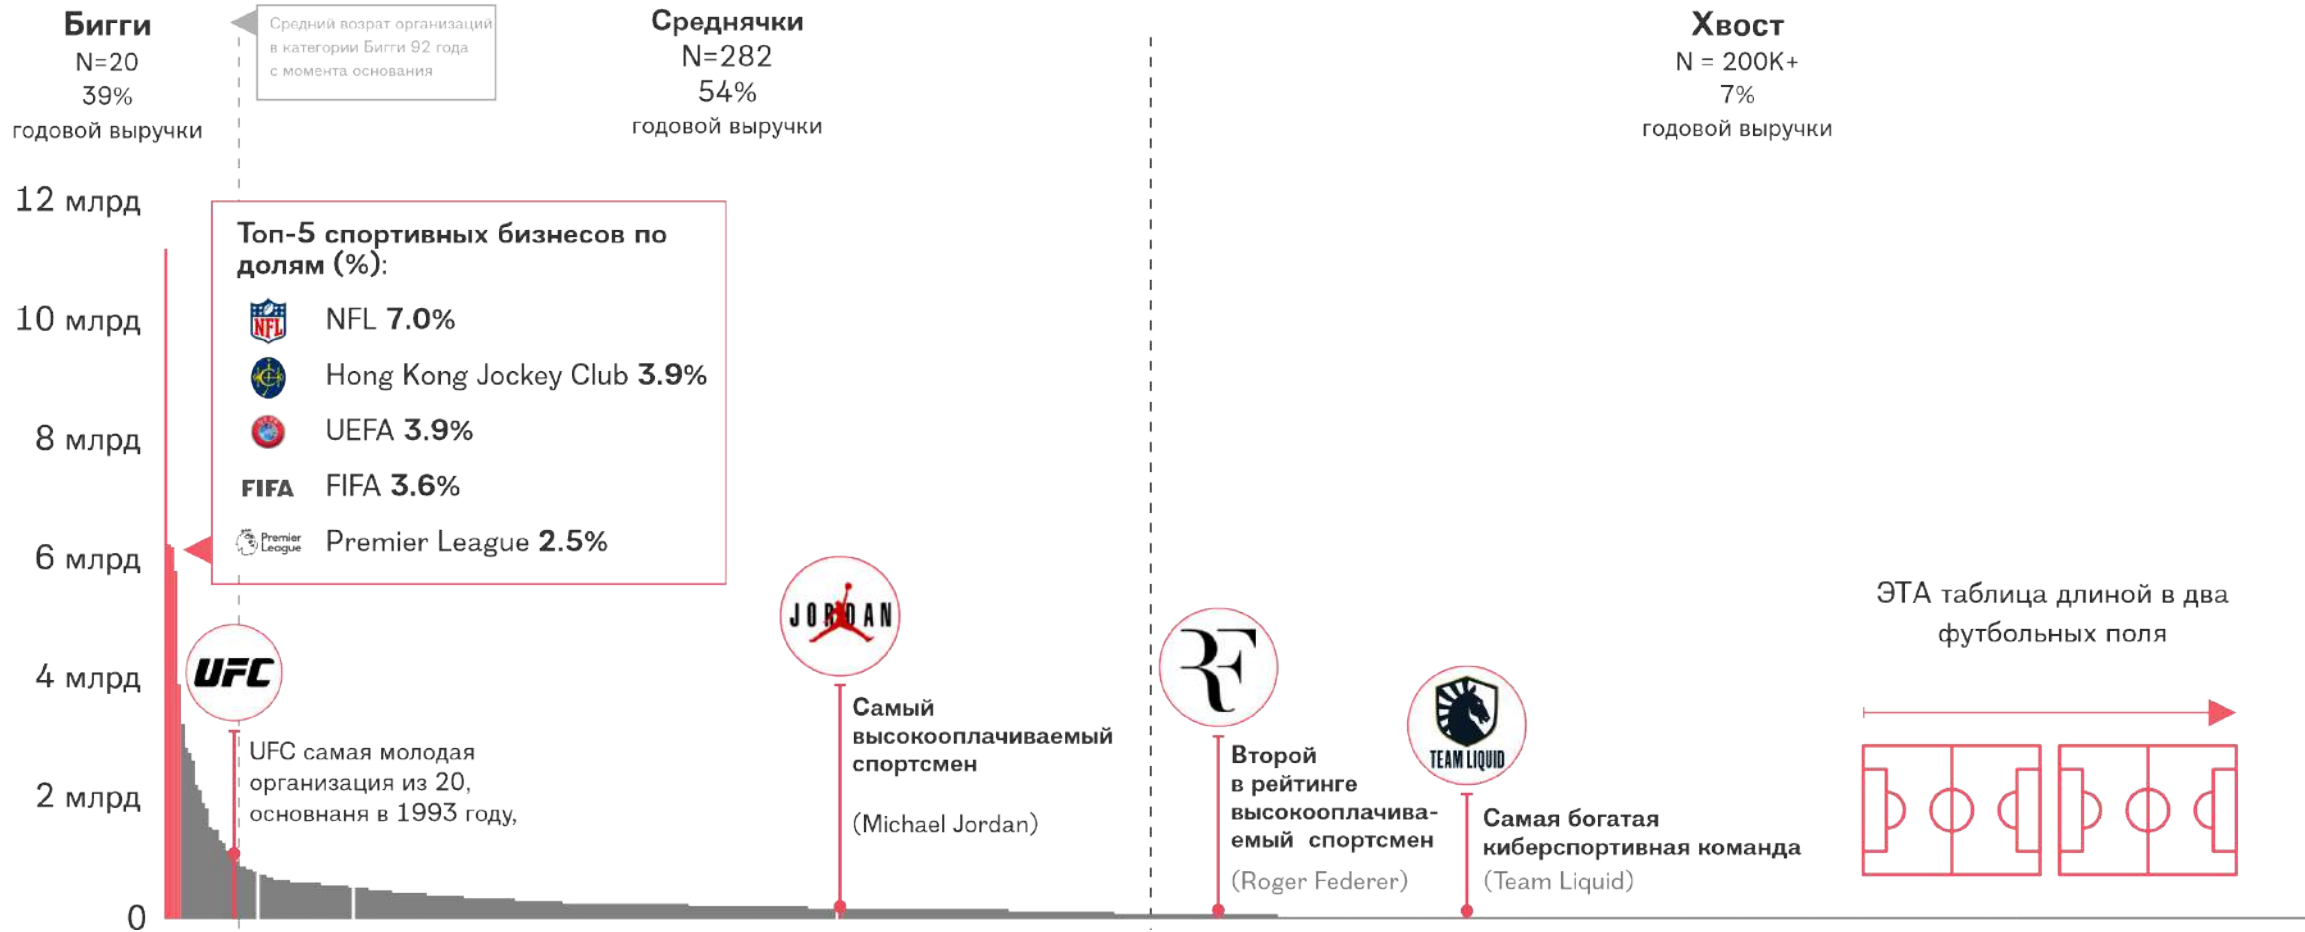 Бигги
N=20
39%
годовой выручки
Средний возрат организаций
в категории Бигги 92 года
с момента основания
Среднячки
N=282
54%
годовой выручки
Хвост
N = 200K+
7%
годовой выручки
12 млрд
10 млрд
8 млрд
6 млрд
4 млрд
2 млрд
0
Топ-5 спортивных бизнесов по
долям (%):
NFL
NFL 7.0%
Hong Kong Jockey Club 3.9%
UEFA 3.9%
FIFA
FIFA 3.6%
Premier
League
Premier League 2.5%
UFC
UFC самая молодая
организация из 20,
основнаня в 1993 году,
JORDAN
Самый
высокооплачиваемый
спортсмен
(Michael Jordan)
RF
Второй
в рейтинге
высокооплачива-
емый спортсмен
(Roger Federer)
TEAM LIQUID
Самая богатая
киберспортивная команда
(Team Liquid)
ЭТА таблица длиной в два
футбольных поля